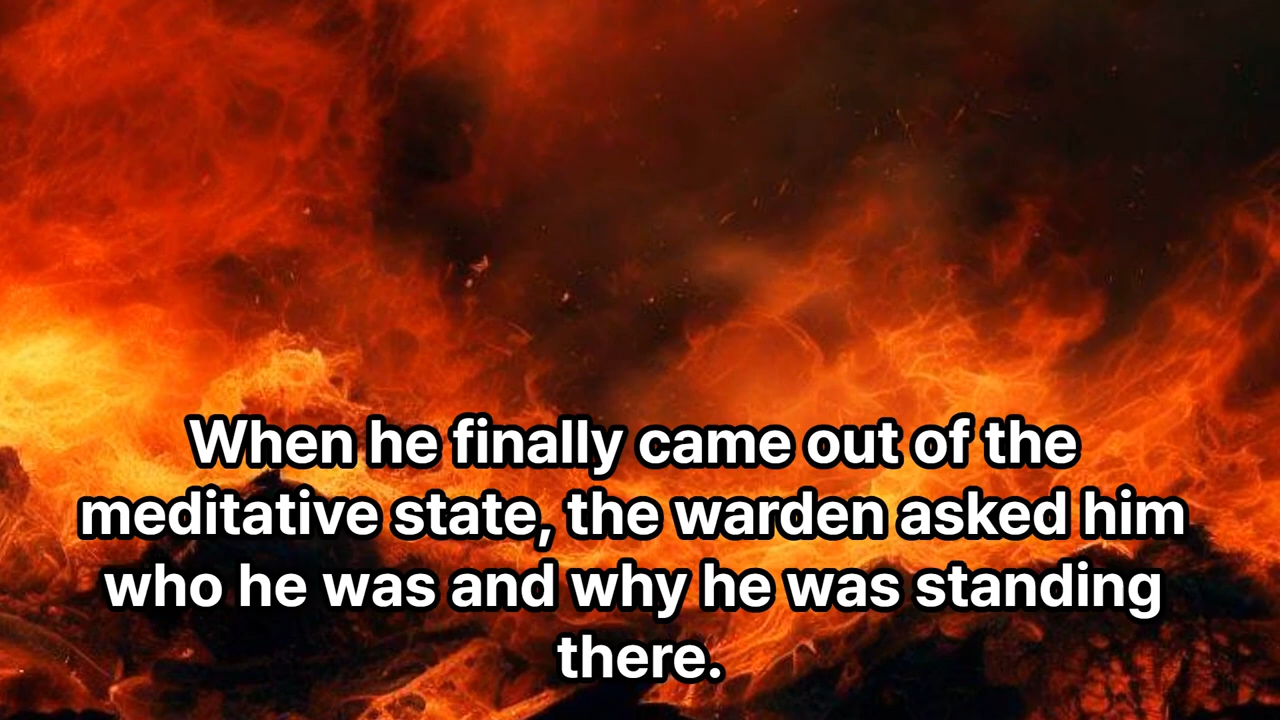 When he finally came out of the
meditative state, the warden asked him
who he was and why he was standing
there.